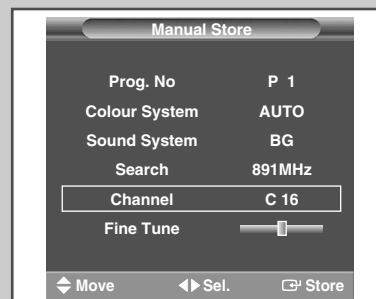 Manual Store
Prog. No P 1
Colour System AUTO
Sound System BG
Search 891MHz
Channel C 16
Fine Tune
Move Sel. Store